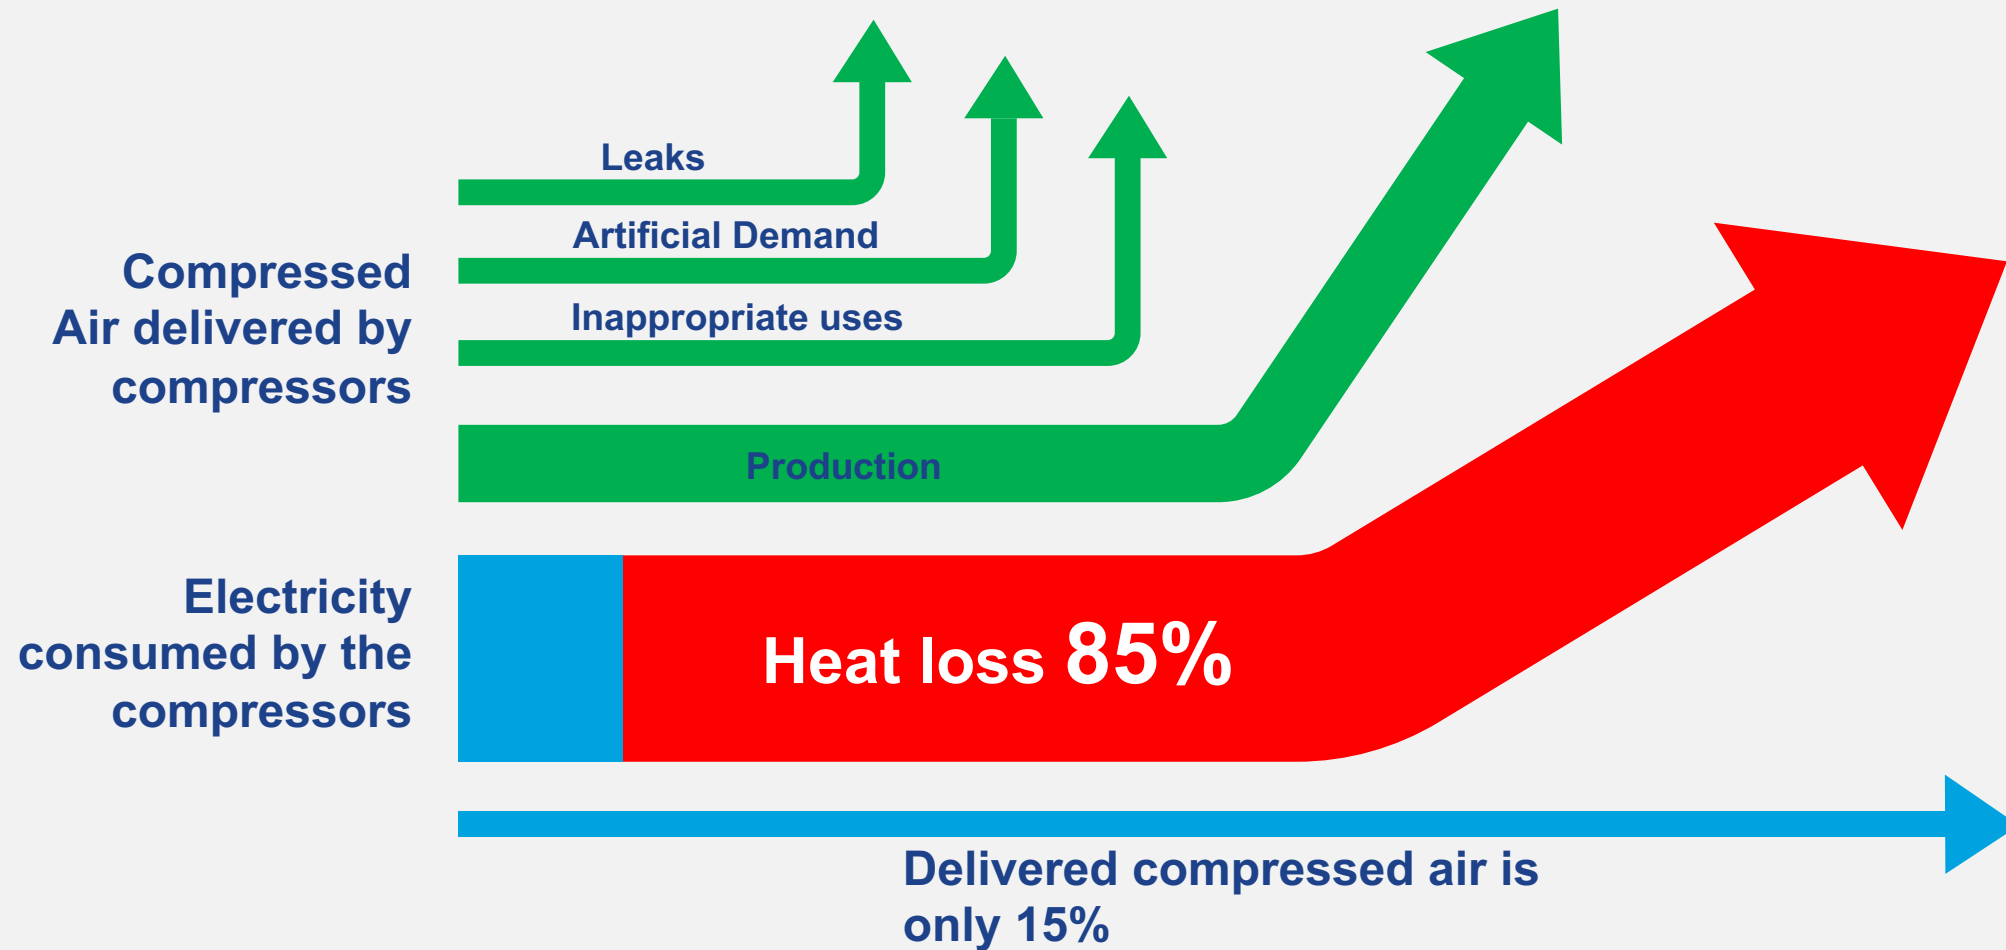 Leaks
Artificial Demand
Inappropriate uses
Compressed
Air delivered by
compressors
Production
Electricity
consumed by the
compressors
Heat loss 85%
Delivered compressed air is
only 15%